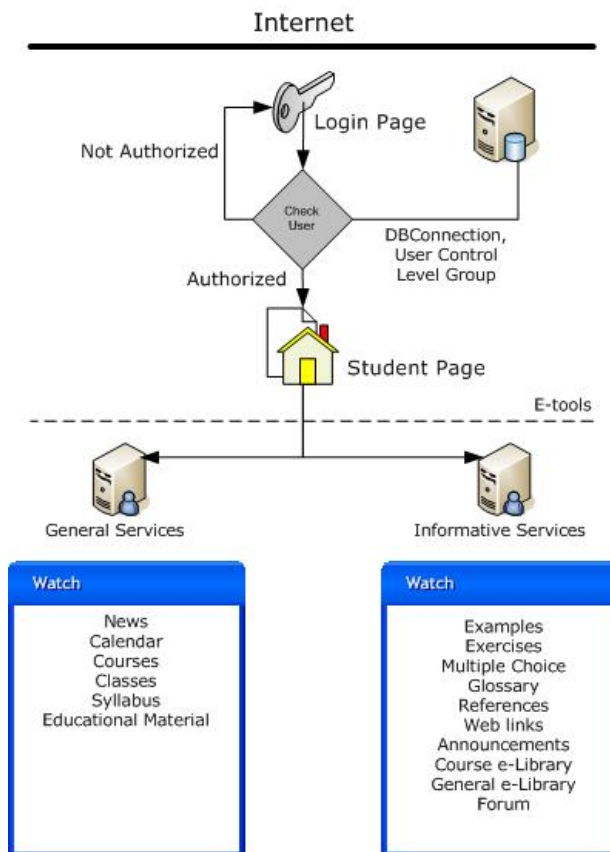 Internet
Login Page
Not Authorized
Check
User
DBConnection,
User Control
Level Group
Authorized
Student Page
E-tools
General Services
Informative Services
Watch
News
Calendar
Courses
Classes
Syllabus
Educational Material
Watch
Examples
Exercises
Multiple Choice
Glossary
References
Web links
Announcements
Course e-Library
General e-Library
Forum